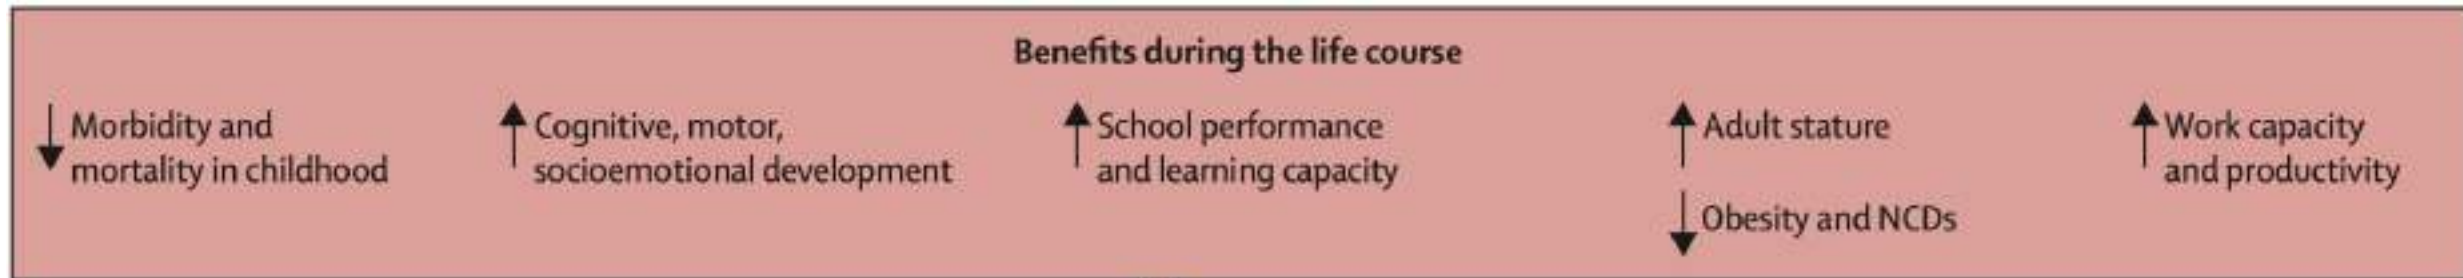 Benefits during the life course
Morbidity and
mortality in childhood
Cognitive, motor,
socioemotional development
School performance
and learning capacity
Adult stature
Obesity and NCDs
Work capacity
and productivity